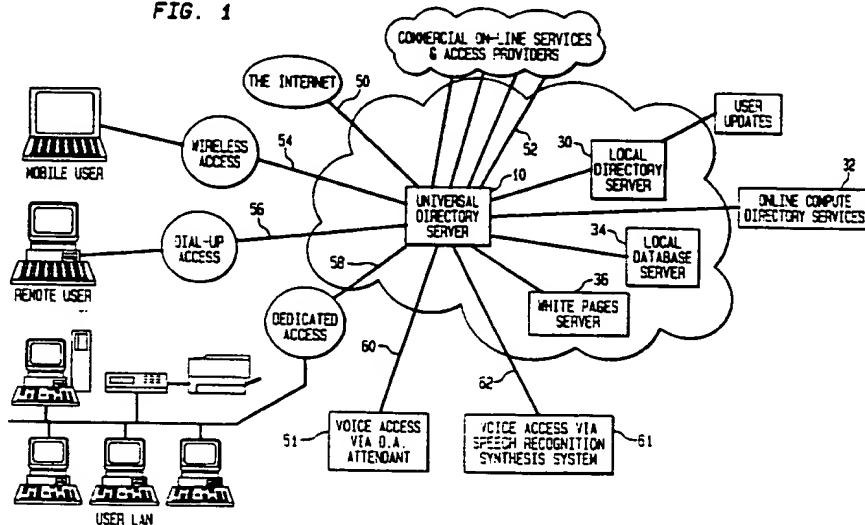 FIG. 1
COMMERCIAL ON-LINE SERVICES
& ACCESS PROVIDERS
THE INTERNET
50
52
USER
UPDATES
30
LOCAL
DIRECTORY
SERVER
32
ONLINE COMPUTE
DIRECTORY SERVICES
MOBILE USER
WIRELESS
ACCESS
54
10
UNIVERSAL
DIRECTORY
SERVER
34
LOCAL
DATABASE
SERVER
REMOTE USER
DIAL-UP
ACCESS
56
58
36
WHITE PAGES
SERVER
DEDICATED
ACCESS
60
62
51
VOICE ACCESS
VIA O.A.
ATTENDANT
VOICE ACCESS VIA
SPEECH RECOGNITION
SYNTHESIS SYSTEM
61
USER LAN